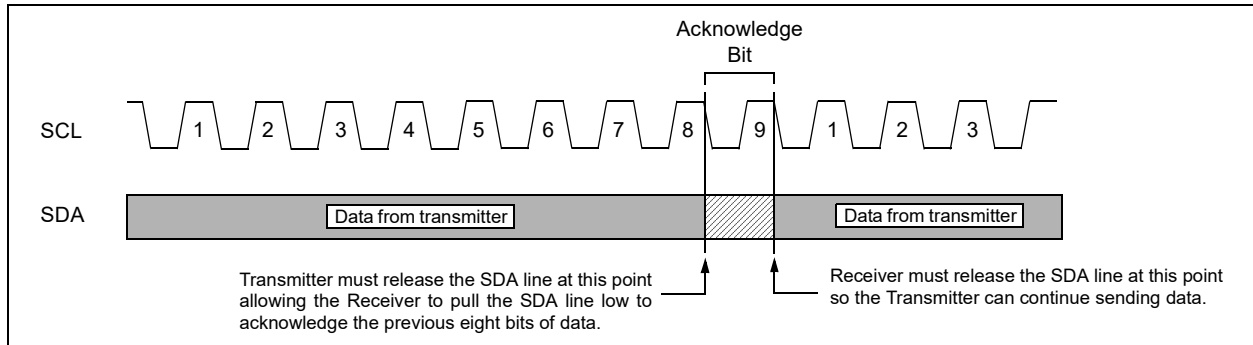 Acknowledge
Bit
SCL
1 2 3 4 5 6 7 8 9 1 2 3
SDA
Data from transmitter
Data from transmitter
Transmitter must release the SDA line at this point
allowing the Receiver to pull the SDA line low to
acknowledge the previous eight bits of data.
Receiver must release the SDA line at this point
so the Transmitter can continue sending data.